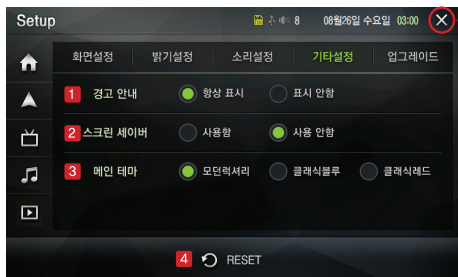 Setup 8 08월26일 수요일 03:00
화면설정 밝기설정 소리설정 기타설정 업그레이드
1 경고 안내 항상 표시 표시 안함
2 스크린 세이버 사용함 사용 안함
3 메인 테마 모던럭셔리 클래식블루 클래식레드
4 RESET